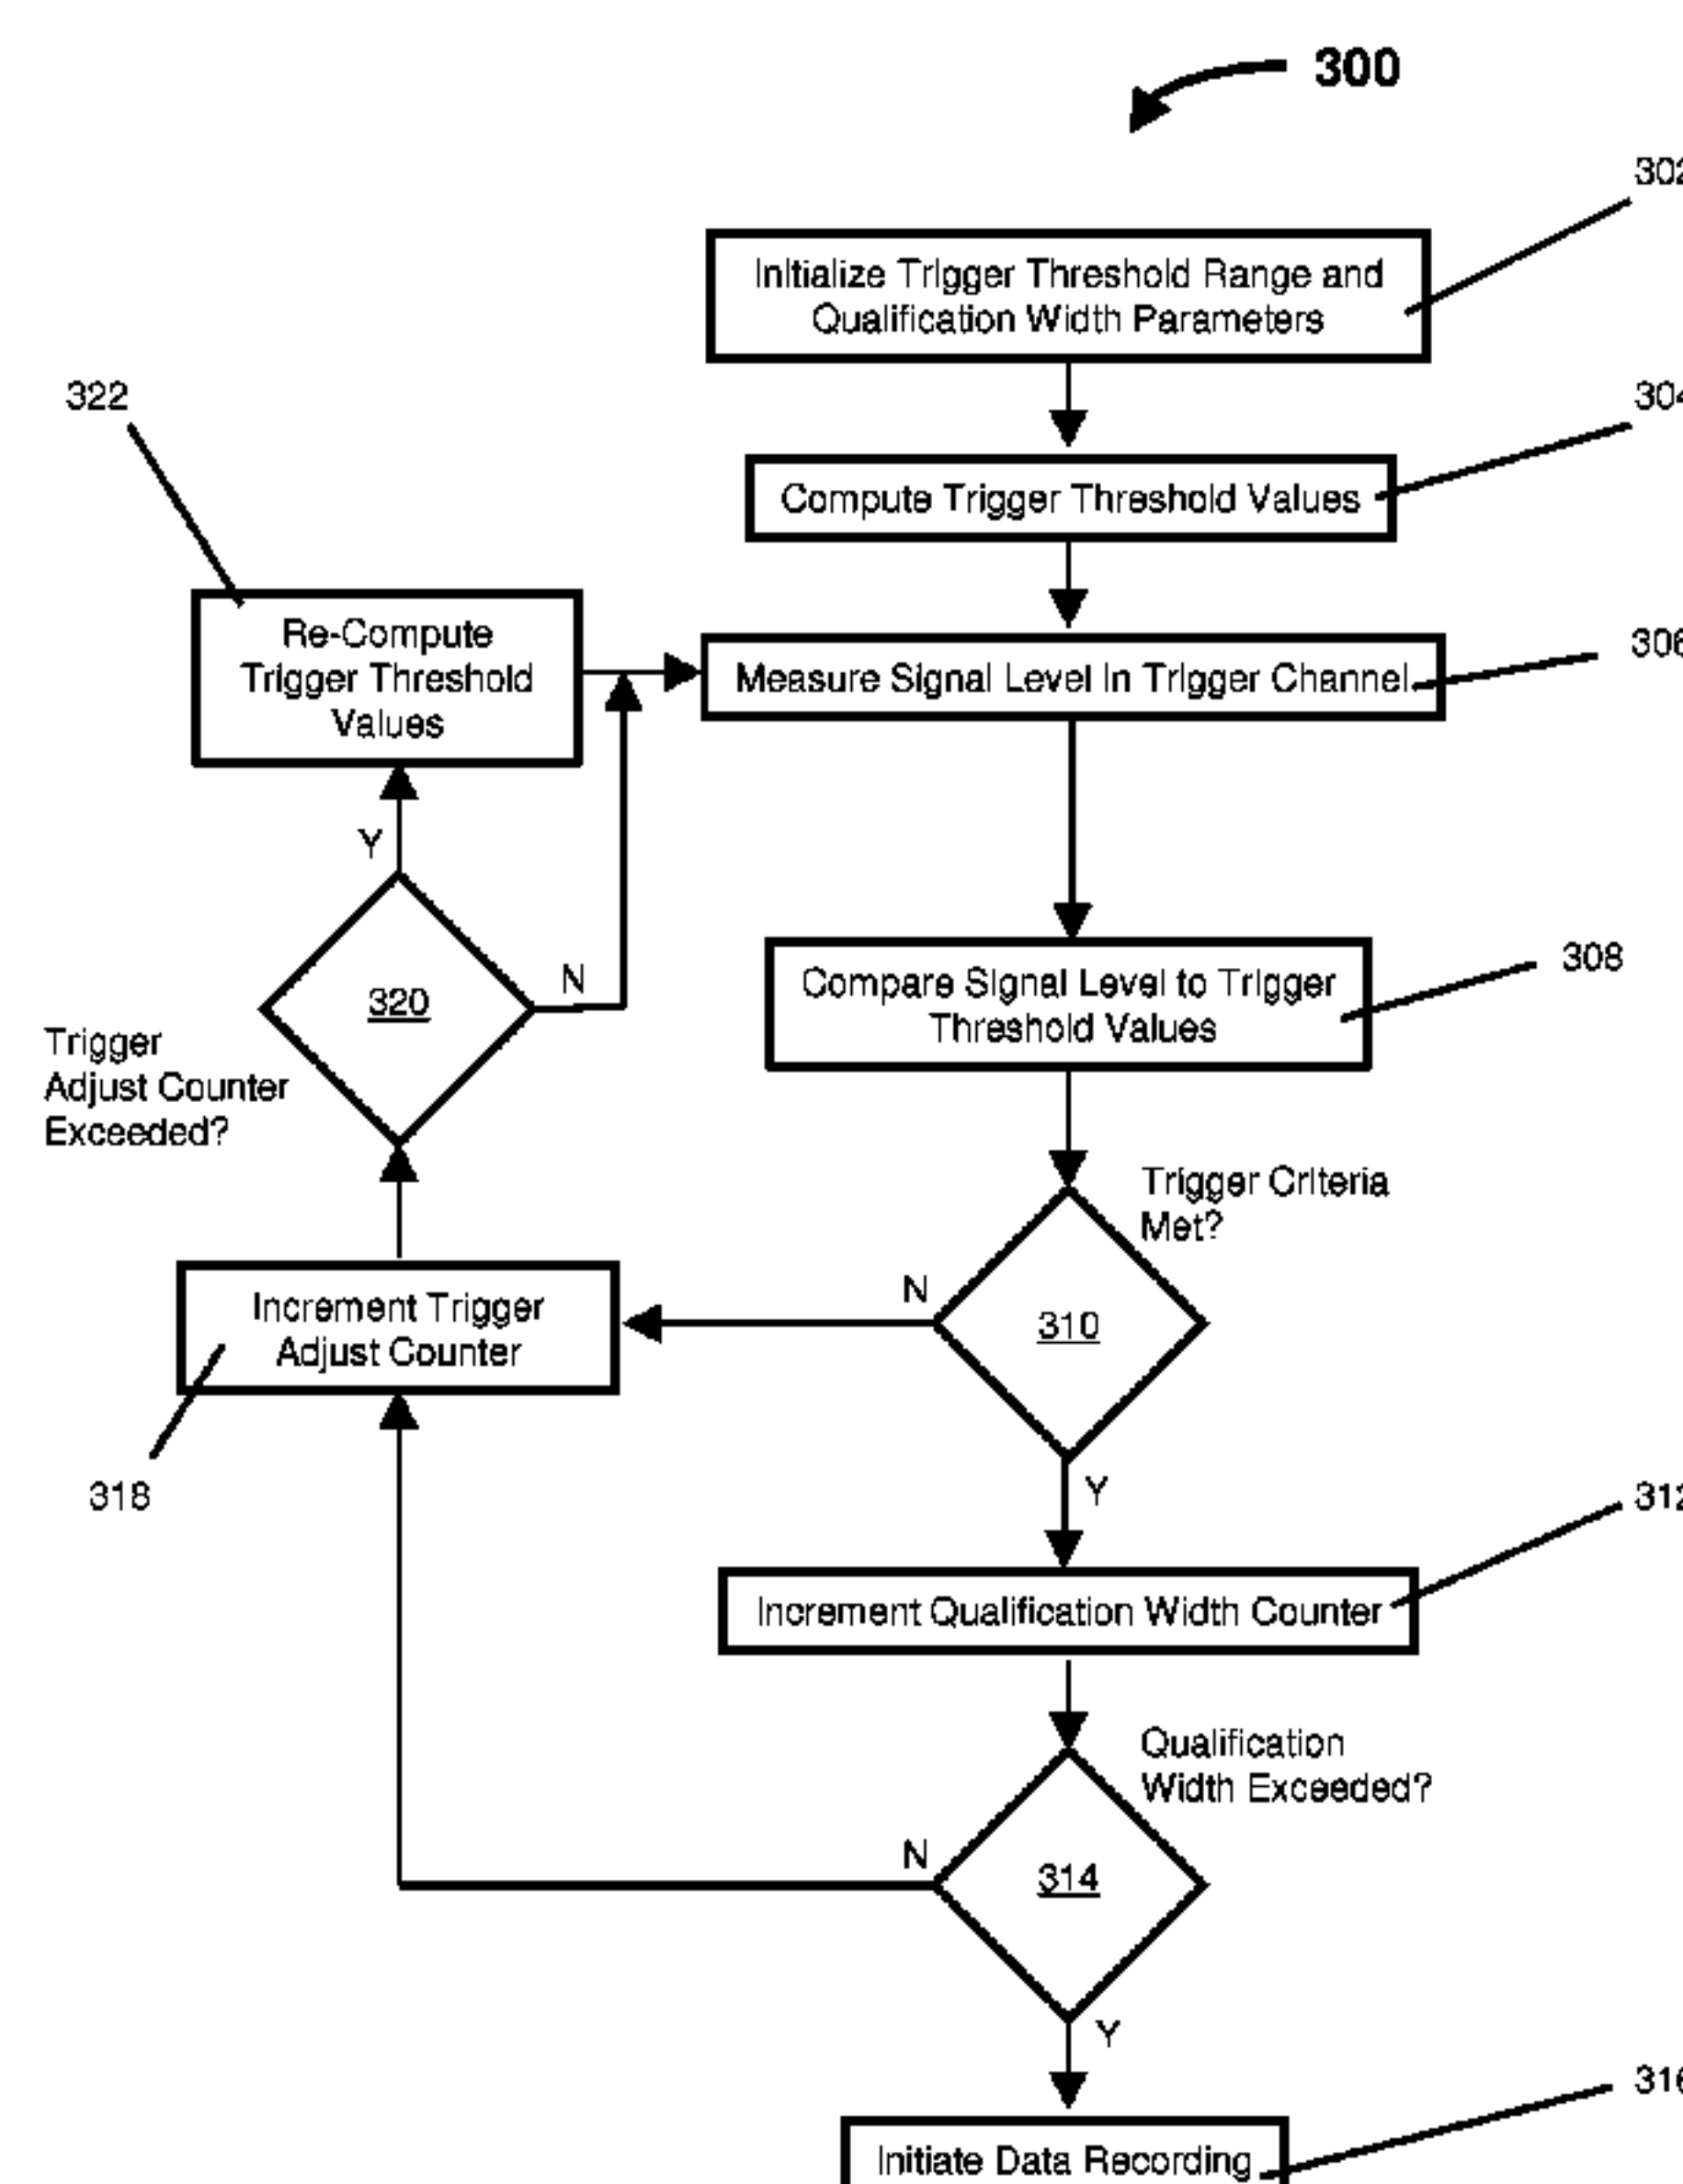 300
302
Initialize Trigger Threshold Range and
Qualification Width Parameters
322
304
Compute Trigger Threshold Values
Re-Compute
Trigger Threshold
Values
306
Measure Signal Level In Trigger Channel
Y
N
320
Trigger
Adjust Counter
Exceeded?
308
Compare Signal Level to Trigger
Threshold Values
Trigger Criteria
Met?
N
310
Increment Trigger
Adjust Counter
318
Y
312
Increment Qualification Width Counter
Qualification
Width Exceeded?
N
314
Y
316
Initiate Data Recording